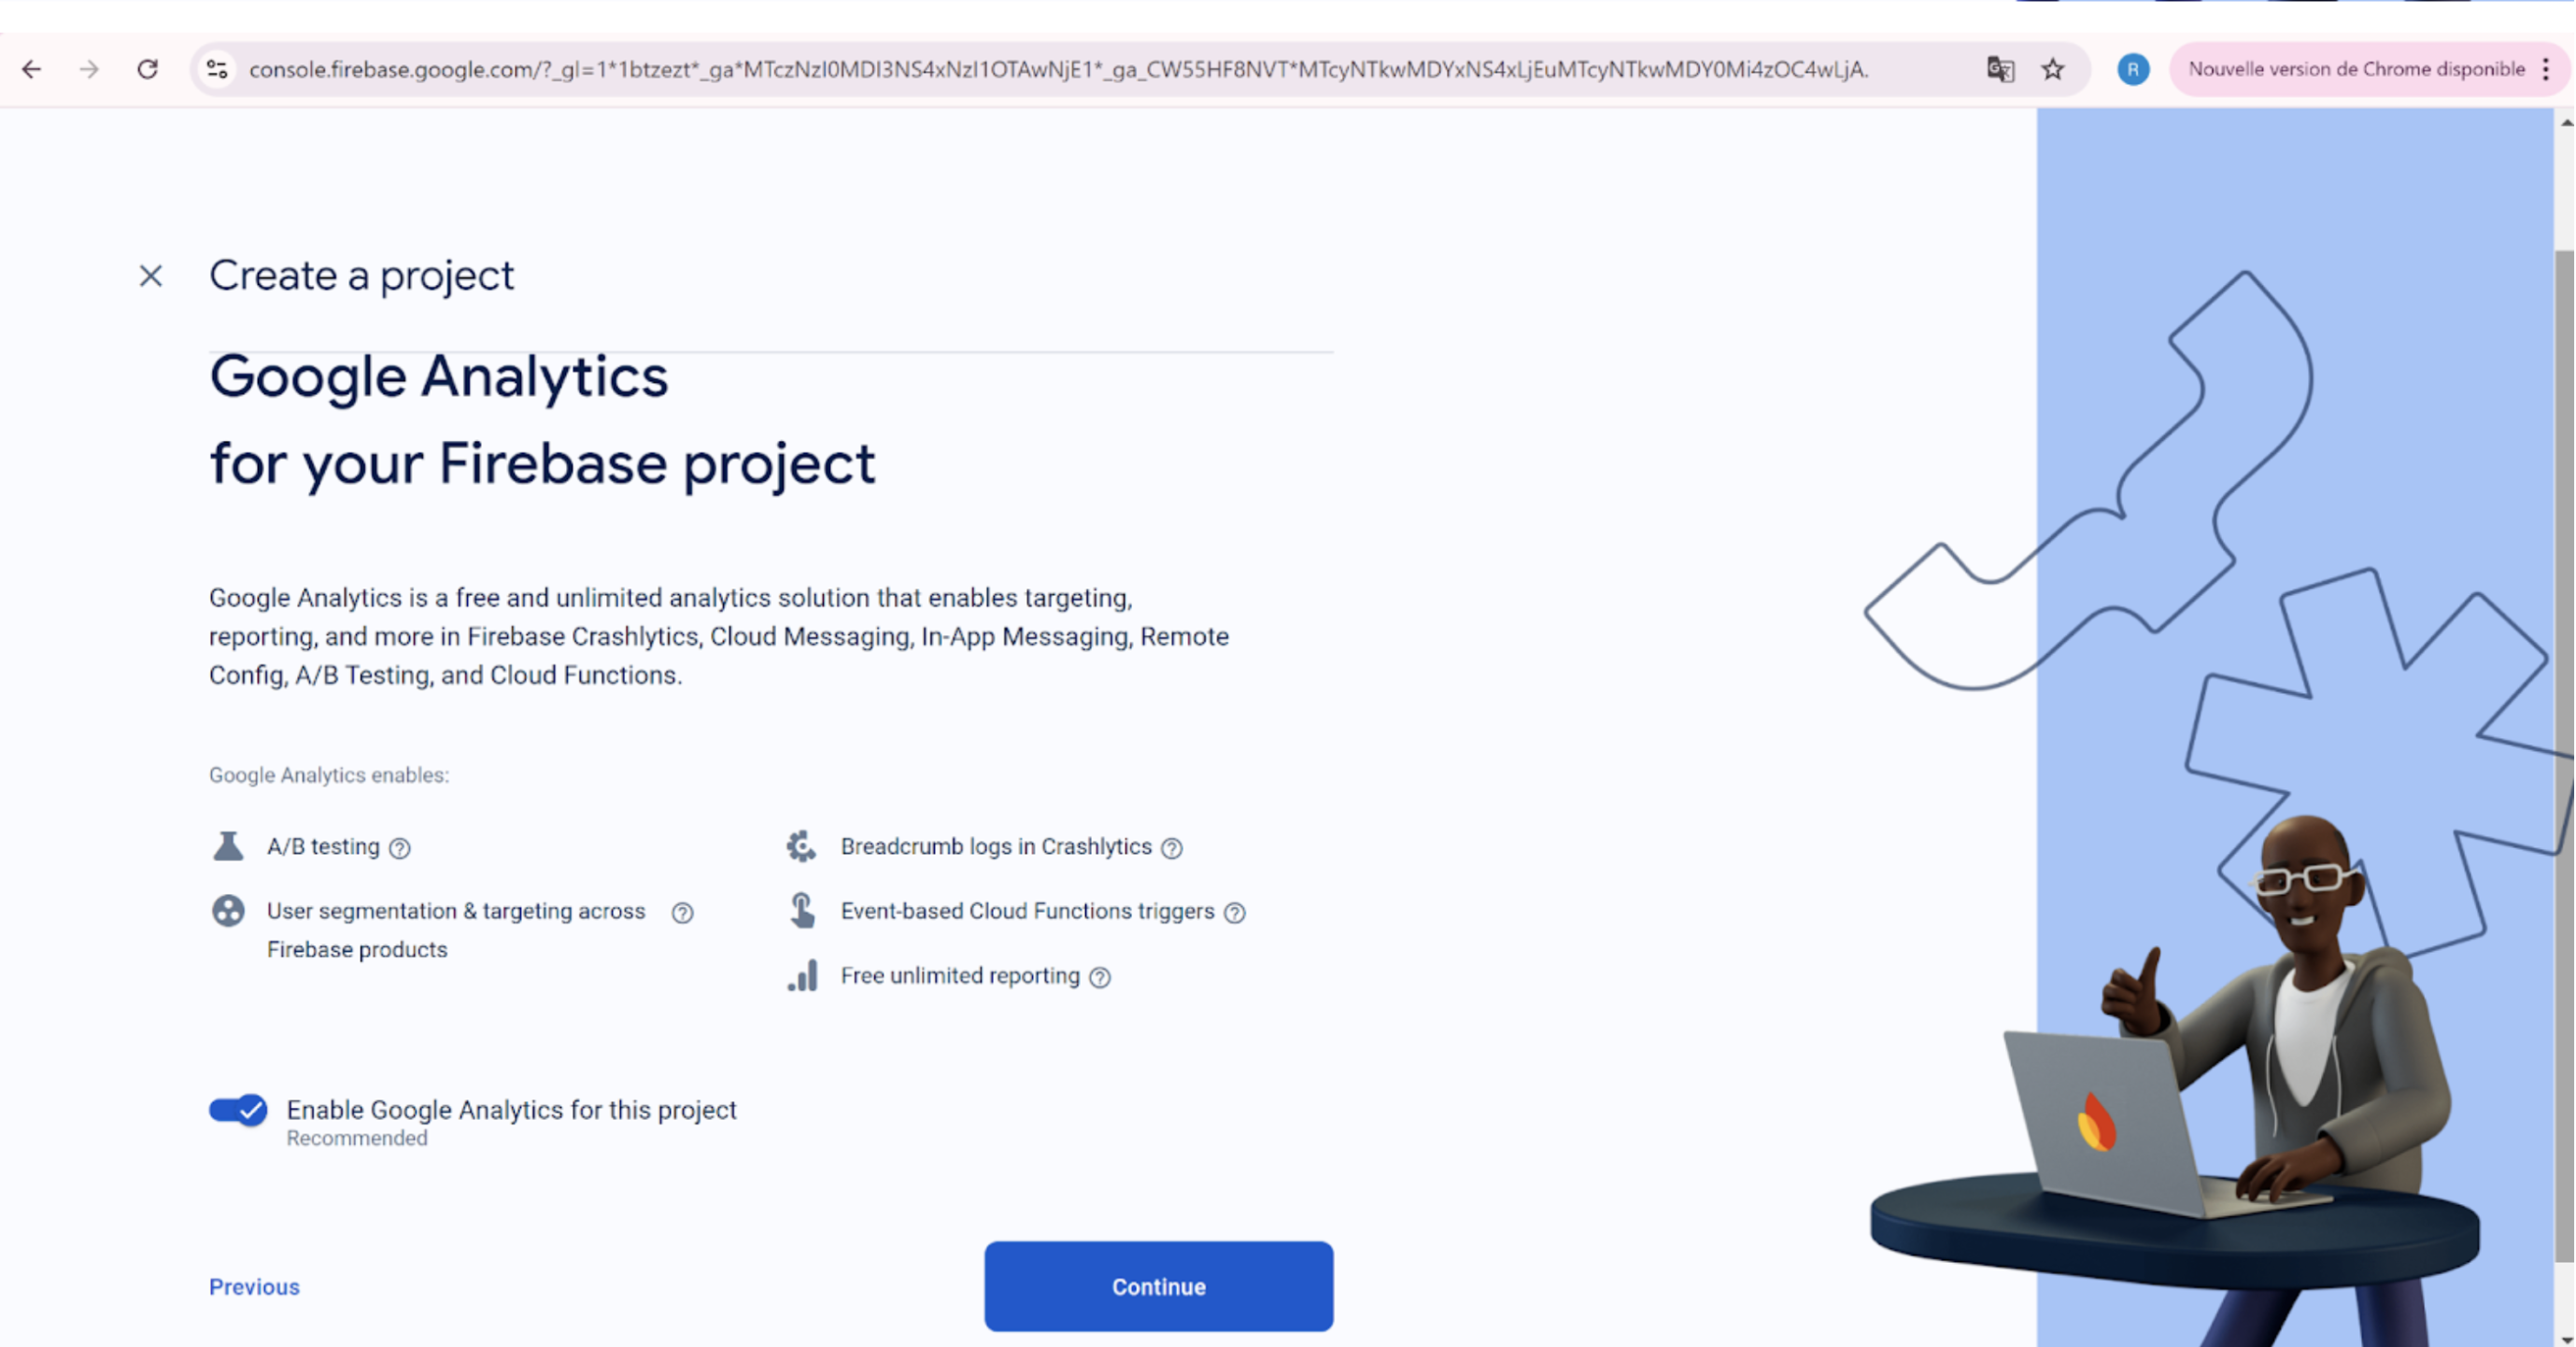 console.firebase.google.com/?_gl=1*1btzezt*_ga*MTczNzI0MDI3NS4xNzI1OTAwNjE1*_ga_CW55HF8NVT*MTcyNTkwMDYxNS4xLjEuMTcyNTkwMDY0Mi4zOC4wLjA.
R
Nouvelle version de Chrome disponible
Create a project
Google Analytics
for your Firebase project
Google Analytics is a free and unlimited analytics solution that enables targeting,
reporting, and more in Firebase Crashlytics, Cloud Messaging, In-App Messaging, Remote
Config, A/B Testing, and Cloud Functions.
Google Analytics enables:
A/B testing
User segmentation & targeting across
Firebase products
Breadcrumb logs in Crashlytics
Event-based Cloud Functions triggers
Free unlimited reporting
Enable Google Analytics for this project
Recommended
Previous
Continue